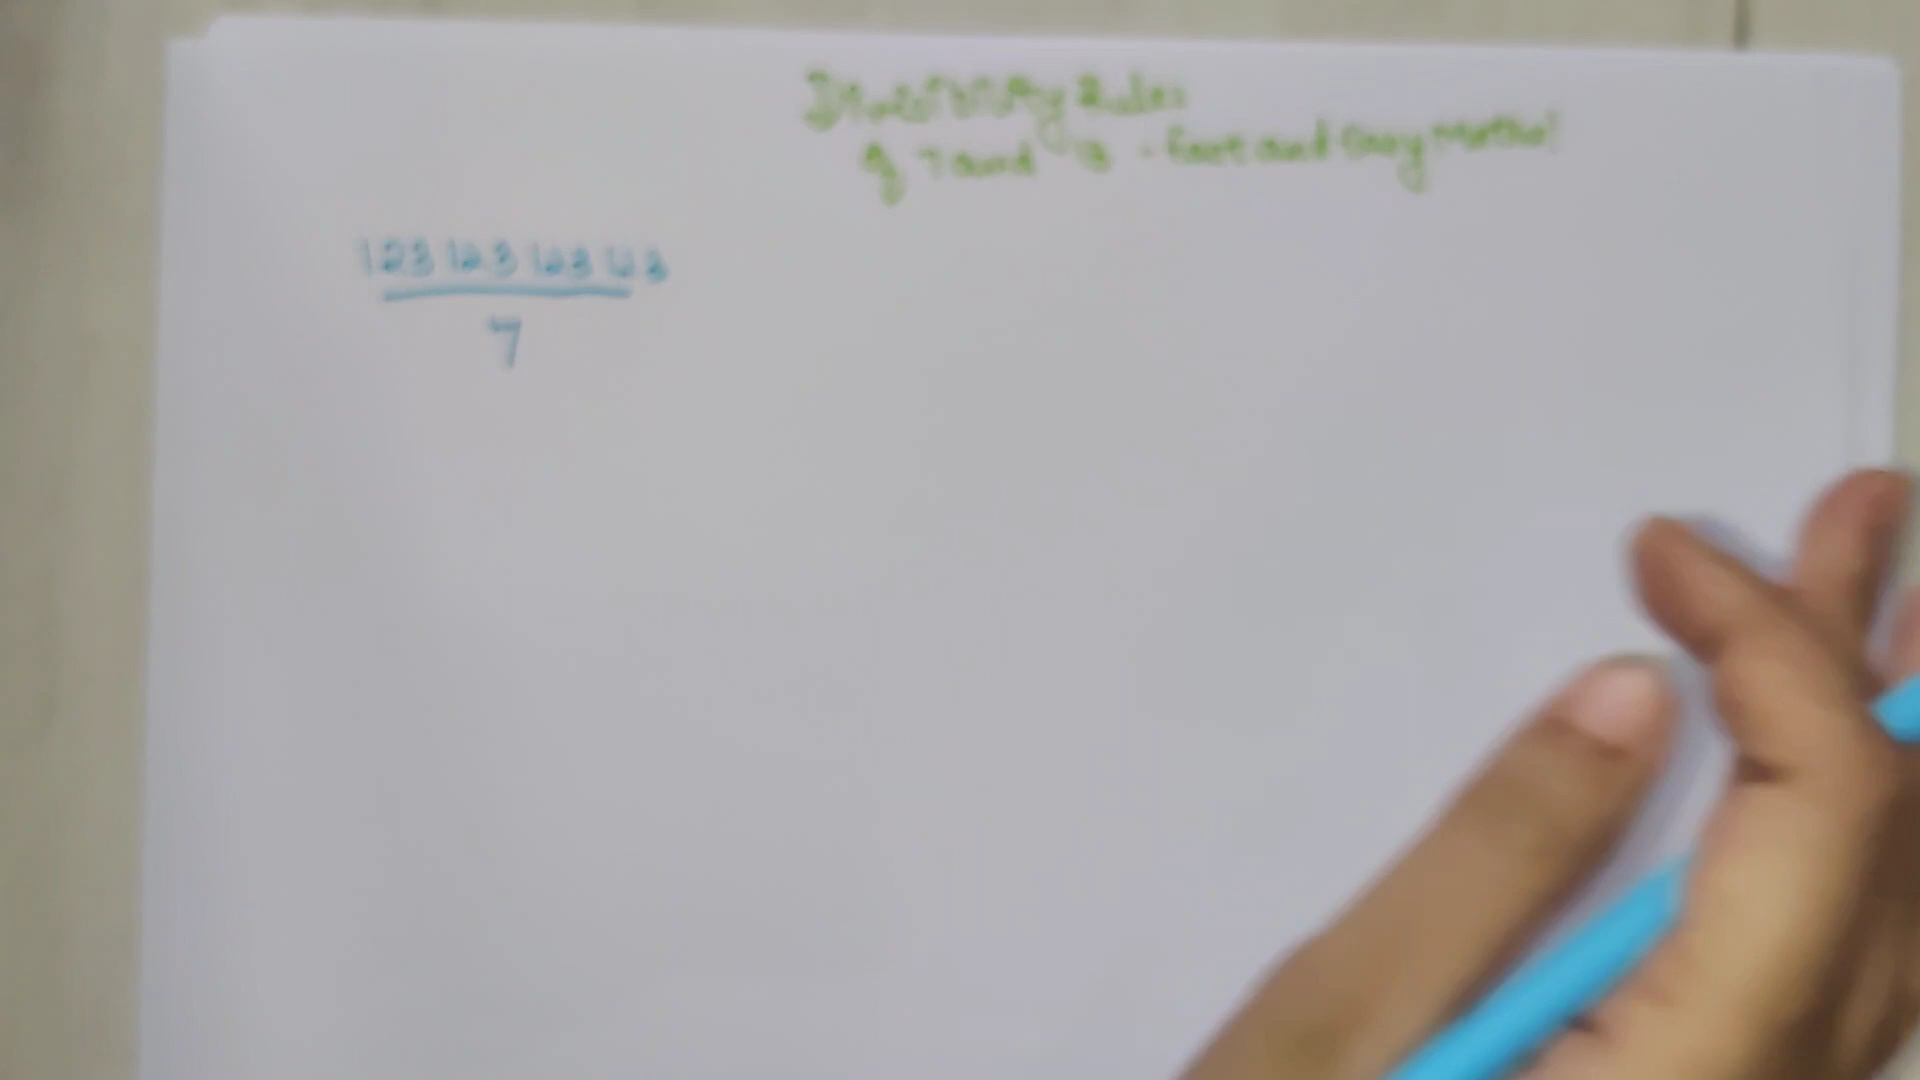 Divisibility Rules
of 7 and 13 - Fast and Easy Method
123 123 123 123
7